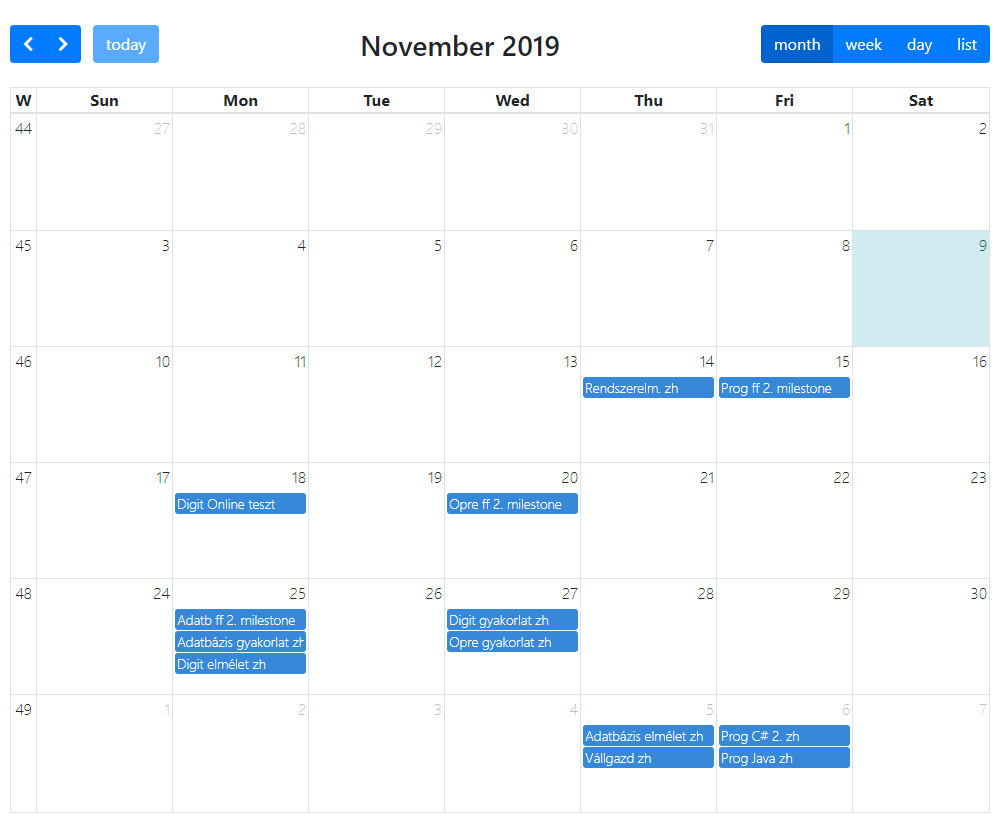 today
November 2019
month week day list
W Sun Mon Tue Wed Thu Fri Sat
44 27 28 29 30 31 1 2
45 3 4 5 6 7 8 9
46 10 11 12 13 14 15 16
Rendszerelm. zh Prog ff 2. milestone
47 17 18 19 20 21 22 23
Digit Online teszt Opre ff 2. milestone
48 24 25 26 27 28 29 30
Adatb ff 2. milestone Digit gyakorlat zh
Adatbázis gyakorlat zh Opre gyakorlat zh
Digit elmélet zh
49 1 2 3 4 5 6 7
Adatbázis elmélet zh Prog C# 2. zh
Vállgazd zh Prog Java zh